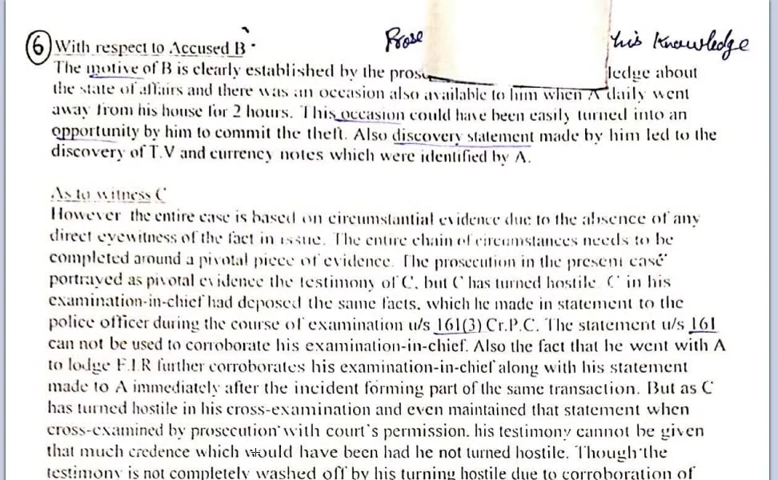 6 With respect to Accused B
Prose his Knowledge
The motive of B is clearly established by the prose ledge about
the state of affairs and there was an occasion also available to him when A daily went
away from his house for 2 hours. This occasion could have been easily turned into an
opportunity by him to commit the theft. Also discovery statement made by him led to the
discovery of T.V and currency notes which were identified by A.
As to witness C
However the entire case is based on circumstantial evidence due to the absence of any
direct eyewitness of the fact in issue. The entire chain of circumstances needs to be
completed around a pivotal piece of evidence. The prosecution in the present case
portrayed as pivotal evidence the testimony of C, but C has turned hostile. C in his
examination-in-chief had deposed the same facts, which he made in statement to the
police officer during the course of examination u/s 161(3) Cr.P.C. The statement u/s 161
can not be used to corroborate his examination-in-chief. Also the fact that he went with A
to lodge F.I.R further corroborates his examination-in-chief along with his statement
made to A immediately after the incident forming part of the same transaction. But as C
has turned hostile in his cross-examination and even maintained that statement when
cross-examined by prosecution with court's permission, his testimony cannot be given
that much credence which would have been had he not turned hostile. Though the
testimony is not completely washed off by his turning hostile due to corroboration of